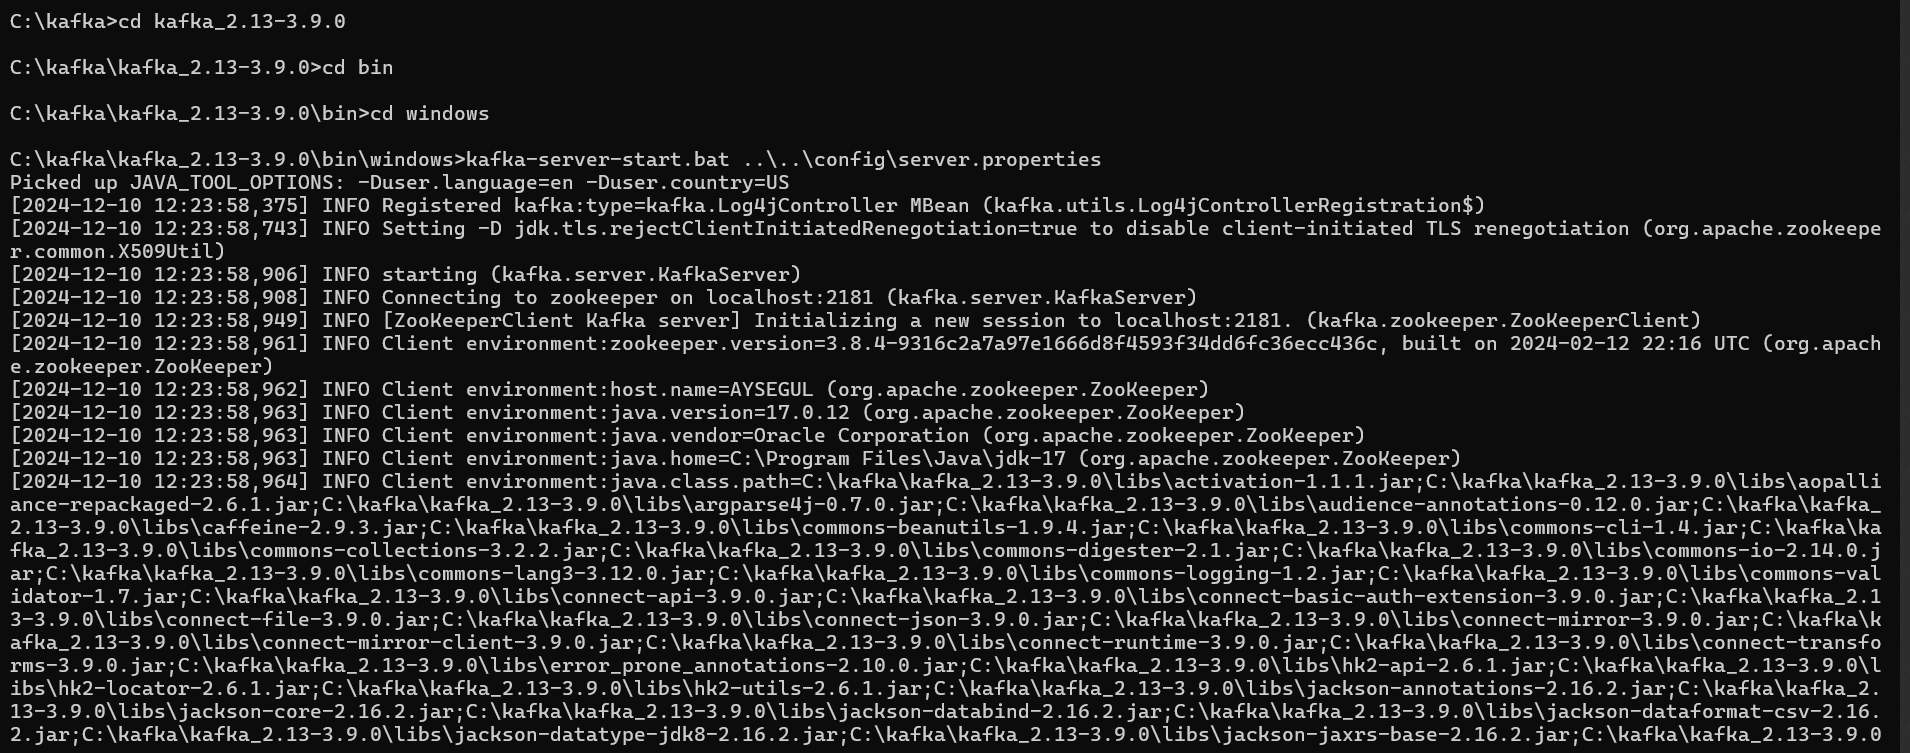 C:\kafka>cd kafka_2.13-3.9.0
C:\kafka\kafka_2.13-3.9.0>cd bin
C:\kafka\kafka_2.13-3.9.0\bin>cd windows
C:\kafka\kafka_2.13-3.9.0\bin\windows>kafka-server-start.bat ..\..\config\server.properties
Picked up JAVA_TOOL_OPTIONS: -Duser.language=en -Duser.country=US
[2024-12-10 12:23:58,375] INFO Registered kafka:type=kafka.Log4jController MBean (kafka.utils.Log4jControllerRegistration$)
[2024-12-10 12:23:58,743] INFO Setting -D jdk.tls.rejectClientInitiatedRenegotiation=true to disable client-initiated TLS renegotiation (org.apache.zookeepe
r.common.X509Util)
[2024-12-10 12:23:58,906] INFO starting (kafka.server.KafkaServer)
[2024-12-10 12:23:58,908] INFO Connecting to zookeeper on localhost:2181 (kafka.server.KafkaServer)
[2024-12-10 12:23:58,949] INFO [ZooKeeperClient Kafka server] Initializing a new session to localhost:2181. (kafka.zookeeper.ZooKeeperClient)
[2024-12-10 12:23:58,961] INFO Client environment:zookeeper.version=3.8.4-9316c2a7a97e1666d8f4593f34dd6fc36ecc436c, built on 2024-02-12 22:16 UTC (org.apach
e.zookeeper.ZooKeeper)
[2024-12-10 12:23:58,962] INFO Client environment:host.name=AYSEGUL (org.apache.zookeeper.ZooKeeper)
[2024-12-10 12:23:58,963] INFO Client environment:java.version=17.0.12 (org.apache.zookeeper.ZooKeeper)
[2024-12-10 12:23:58,963] INFO Client environment:java.vendor=Oracle Corporation (org.apache.zookeeper.ZooKeeper)
[2024-12-10 12:23:58,963] INFO Client environment:java.home=C:\Program Files\Java\jdk-17 (org.apache.zookeeper.ZooKeeper)
[2024-12-10 12:23:58,964] INFO Client environment:java.class.path=C:\kafka\kafka_2.13-3.9.0\libs\activation-1.1.1.jar;C:\kafka\kafka_2.13-3.9.0\libs\aopalli
ance-repackaged-2.6.1.jar;C:\kafka\kafka_2.13-3.9.0\libs\argparse4j-0.7.0.jar;C:\kafka\kafka_2.13-3.9.0\libs\audience-annotations-0.12.0.jar;C:\kafka\kafka_
2.13-3.9.0\libs\caffeine-2.9.3.jar;C:\kafka\kafka_2.13-3.9.0\libs\commons-beanutils-1.9.4.jar;C:\kafka\kafka_2.13-3.9.0\libs\commons-cli-1.4.jar;C:\kafka\ka
fka_2.13-3.9.0\libs\commons-collections-3.2.2.jar;C:\kafka\kafka_2.13-3.9.0\libs\commons-digester-2.1.jar;C:\kafka\kafka_2.13-3.9.0\libs\commons-io-2.14.0.j
ar;C:\kafka\kafka_2.13-3.9.0\libs\commons-lang3-3.12.0.jar;C:\kafka\kafka_2.13-3.9.0\libs\commons-logging-1.2.jar;C:\kafka\kafka_2.13-3.9.0\libs\commons-val
idator-1.7.jar;C:\kafka\kafka_2.13-3.9.0\libs\connect-api-3.9.0.jar;C:\kafka\kafka_2.13-3.9.0\libs\connect-basic-auth-extension-3.9.0.jar;C:\kafka\kafka_2.1
3-3.9.0\libs\connect-file-3.9.0.jar;C:\kafka\kafka_2.13-3.9.0\libs\connect-json-3.9.0.jar;C:\kafka\kafka_2.13-3.9.0\libs\connect-mirror-3.9.0.jar;C:\kafka\k
afka_2.13-3.9.0\libs\connect-mirror-client-3.9.0.jar;C:\kafka\kafka_2.13-3.9.0\libs\connect-runtime-3.9.0.jar;C:\kafka\kafka_2.13-3.9.0\libs\connect-transfo
rms-3.9.0.jar;C:\kafka\kafka_2.13-3.9.0\libs\error_prone_annotations-2.10.0.jar;C:\kafka\kafka_2.13-3.9.0\libs\hk2-api-2.6.1.jar;C:\kafka\kafka_2.13-3.9.0\l
ibs\hk2-locator-2.6.1.jar;C:\kafka\kafka_2.13-3.9.0\libs\hk2-utils-2.6.1.jar;C:\kafka\kafka_2.13-3.9.0\libs\jackson-annotations-2.16.2.jar;C:\kafka\kafka_2.
13-3.9.0\libs\jackson-core-2.16.2.jar;C:\kafka\kafka_2.13-3.9.0\libs\jackson-databind-2.16.2.jar;C:\kafka\kafka_2.13-3.9.0\libs\jackson-dataformat-csv-2.16.
2.jar;C:\kafka\kafka_2.13-3.9.0\libs\jackson-datatype-jdk8-2.16.2.jar;C:\kafka\kafka_2.13-3.9.0\libs\jackson-jaxrs-base-2.16.2.jar;C:\kafka\kafka_2.13-3.9.0